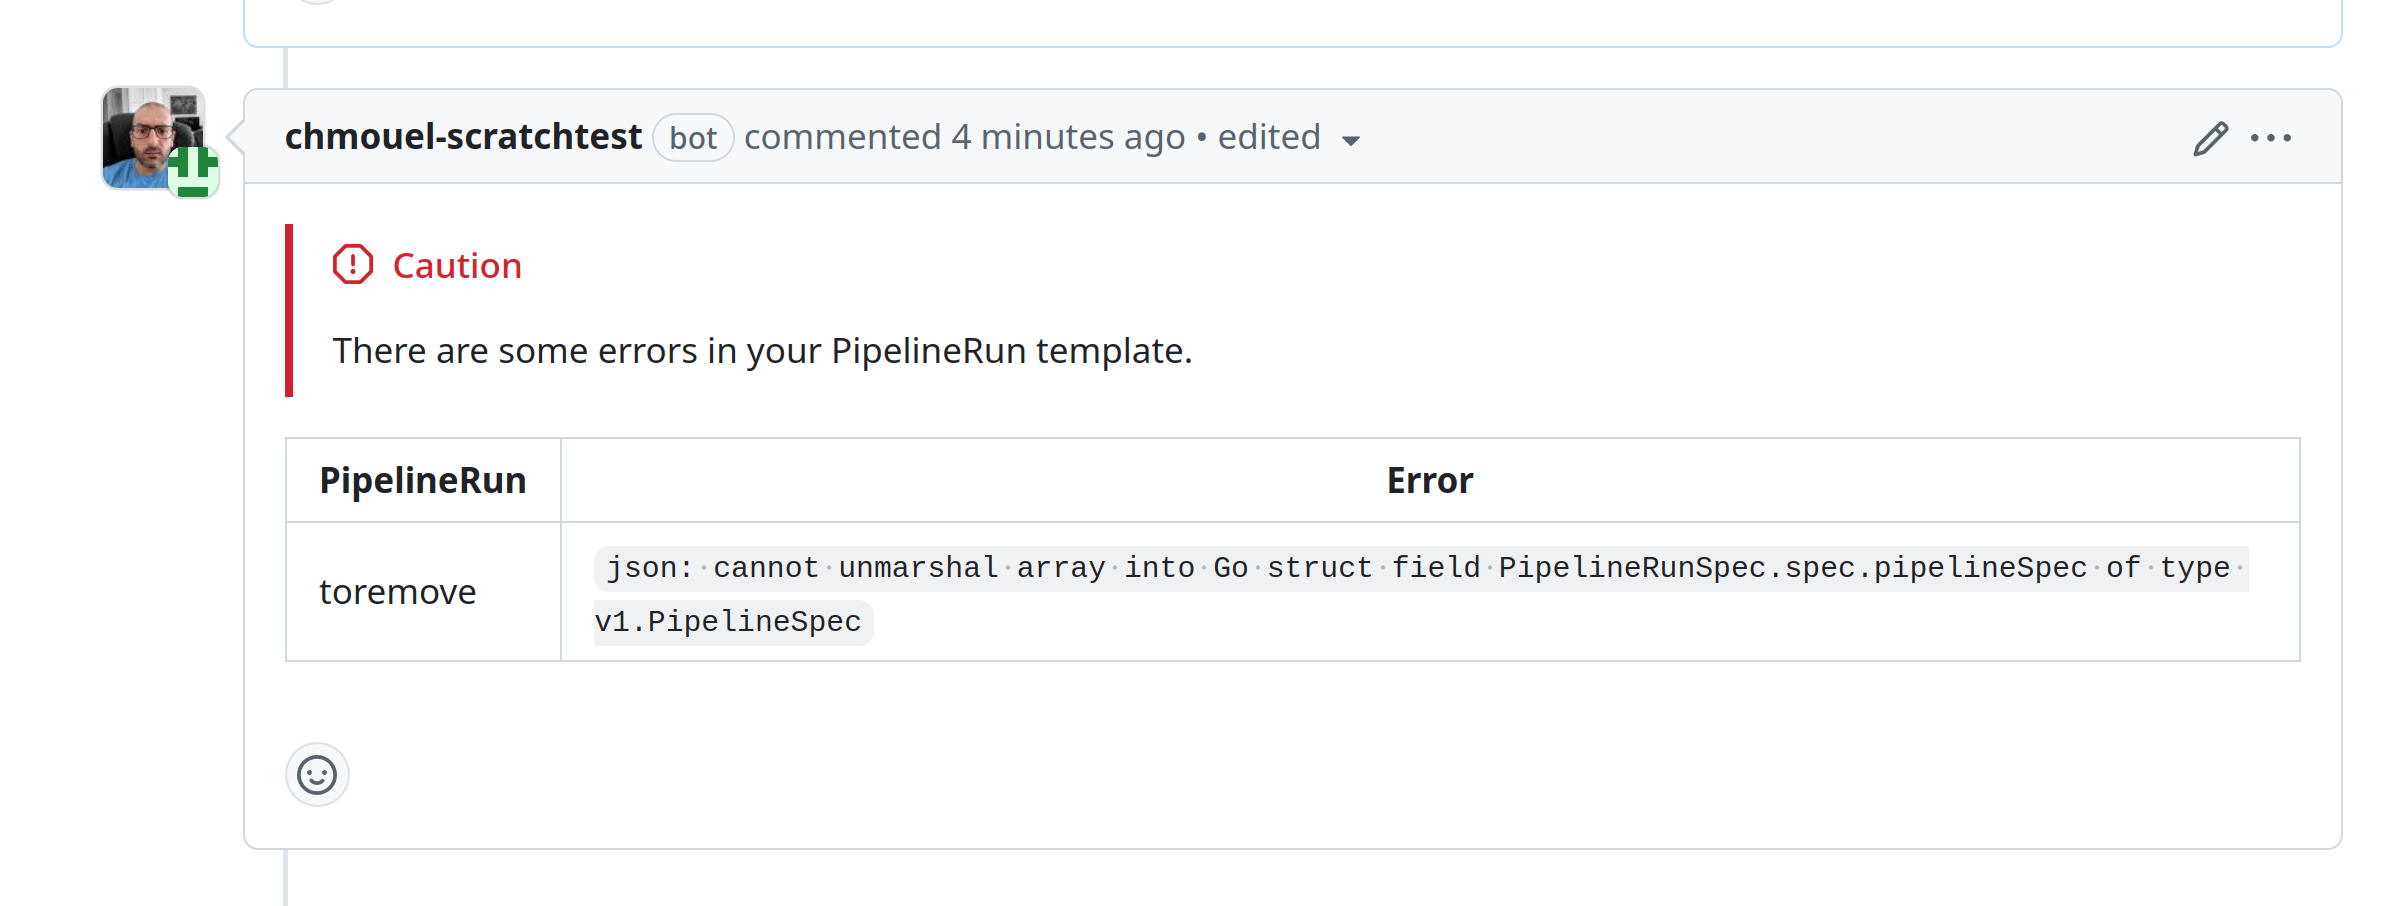 chmouel-scratchtest bot commented 4 minutes ago • edited
Caution
There are some errors in your PipelineRun template.
PipelineRun Error
toremove json: cannot unmarshal array into Go struct field PipelineRunSpec.spec.pipelineSpec of type
v1.PipelineSpec